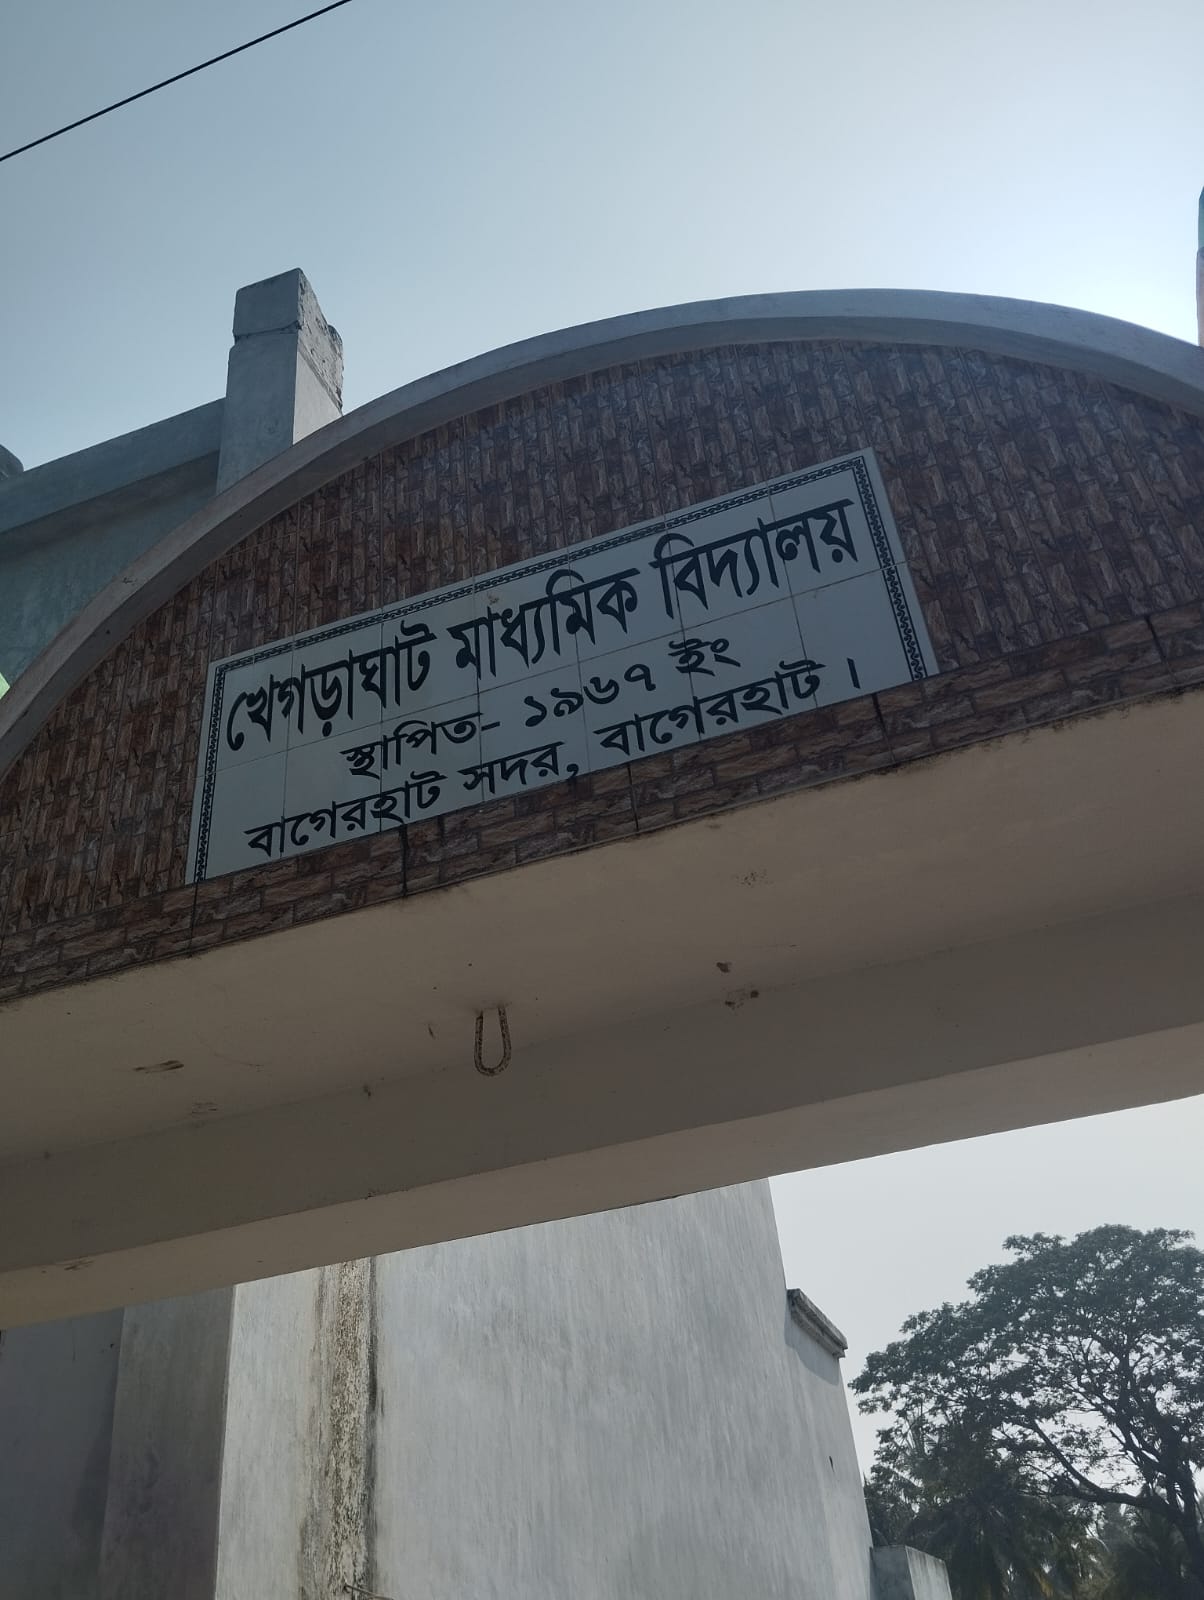 খেগড়াঘাট মাধ্যমিক বিদ্যালয়
স্থাপিত- ১৯৬৭ ইং
বাগেরহাট সদর, বাগেরহাট।